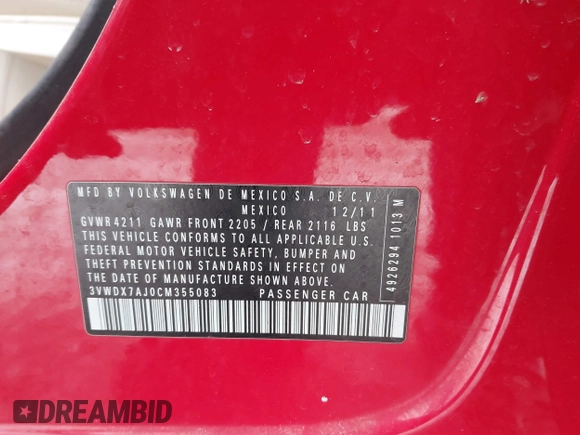 MFD BY VOLKSWAGEN DE MEXICO S.A. DE C.V.
MEXICO 12/11
GVWR4211 GAWR FRONT 2205 / REAR 2116 LBS
THIS VEHICLE CONFORMS TO ALL APPLICABLE U.S.
FEDERAL MOTOR VEHICLE SAFETY, BUMPER AND
THEFT PREVENTION STANDARDS IN EFFECT ON
THE DATE OF MANUFACTURE SHOWN ABOVE.
3VWDX7AJ0CM355083 PASSENGER CAR
4926294 1013 M
DREAMBID